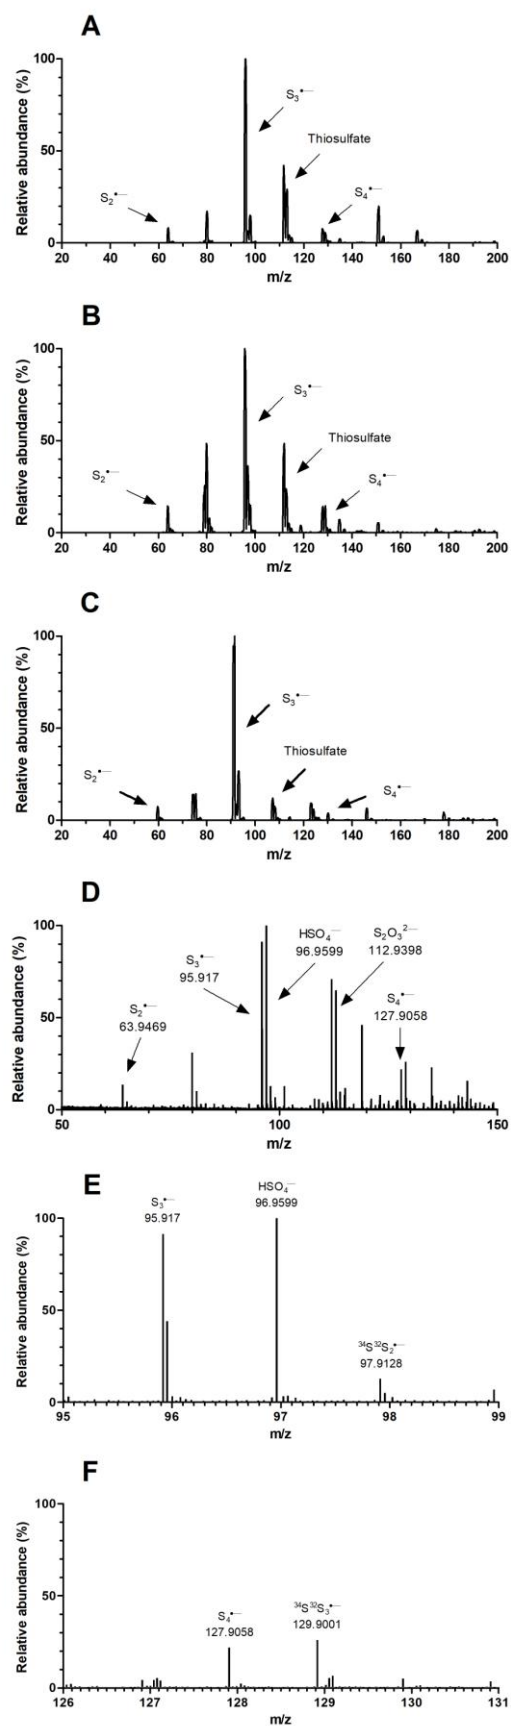 A
Relative abundance (%)
100
50
0
S2•—
S3•—
Thiosulfate
S4•—
20 40 60 80 100 120 140 160 180 200
m/z
B
Relative abundance (%)
100
50
0
S2•—
S3•—
Thiosulfate
S4•—
20 40 60 80 100 120 140 160 180 200
m/z
C
Relative abundance (%)
100
50
0
S2•—
S3•—
Thiosulfate
S4•—
20 40 60 80 100 120 140 160 180 200
m/z
D
Relative abundance (%)
100
50
0
S2•—
63.9469
S3•—
95.917
HSO4—
96.9599
S2O32—
112.9398
S4•—
127.9058
50 100 150
m/z
E
Relative abundance (%)
100
50
0
S3•—
95.917
HSO4—
96.9599
34S32S2•—
97.9128
95 96 97 98 99
m/z
F
Relative abundance (%)
100
50
0
S4•—
127.9058
34S32S3•—
129.9001
126 127 128 129 130 131
m/z